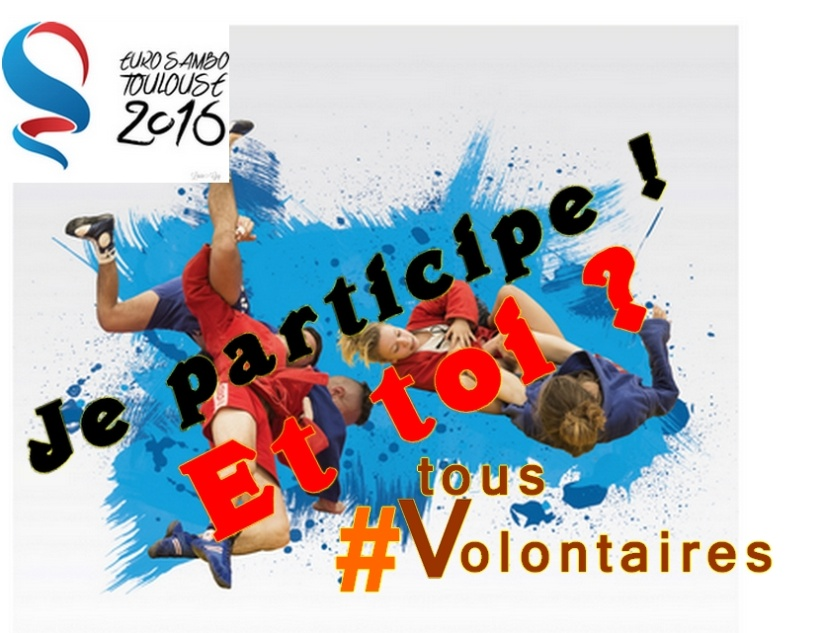 EURO SAMBO
TOULOUSE
2016
Je participe !
Et toi ?
tous
#Volontaires